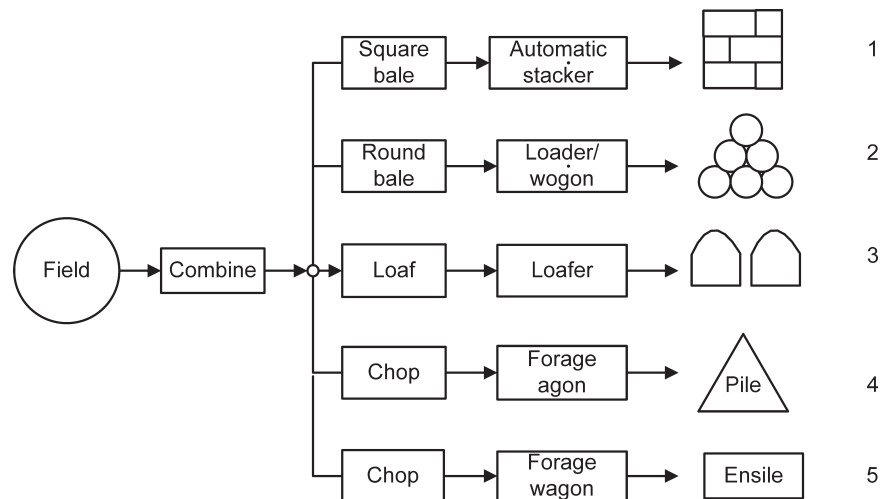 Square
bale
Automatic
stacker
1
Round
bale
Loader/
wogon
2
Field
Combine
Loaf
Loafer
3
Chop
Forage
agon
Pile
4
Chop
Forage
wagon
Ensile
5